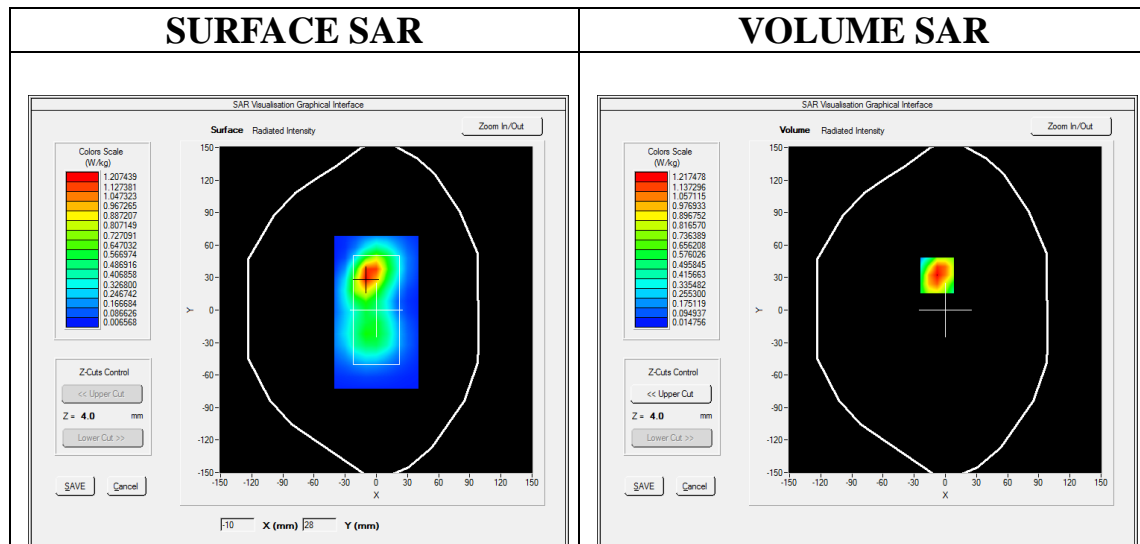 SURFACE SAR
SAR Visualisation Graphical Interface
Surface Radiated Intensity
Zoom In/Out
Colors Scale
(W/kg)
1.207439
1.127381
1.047323
0.967265
0.887207
0.807149
0.727091
0.647032
0.566974
0.486916
0.406858
0.326800
0.246742
0.166684
0.086626
0.006568
Z-Cuts Control
<< Upper Cut
Z = 4.0 mm
Lower Cut >>
SAVE Cancel
150
120
90
60
30
0
-30
-60
-90
-120
-150
Y
-150 -120 -90 -60 -30 0 30 60 90 120 150
X
-10 X (mm) 28 Y (mm)
VOLUME SAR
SAR Visualisation Graphical Interface
Volume Radiated Intensity
Zoom In/Out
Colors Scale
(W/kg)
1.217478
1.137296
1.057115
0.976933
0.896752
0.816570
0.736389
0.656208
0.576026
0.495845
0.415663
0.335482
0.255300
0.175119
0.094937
0.014756
Z-Cuts Control
<< Upper Cut
Z = 4.0 mm
Lower Cut >>
SAVE Cancel
150
120
90
60
30
0
-30
-60
-90
-120
-150
Y
-150 -120 -90 -60 -30 0 30 60 90 120 150
X